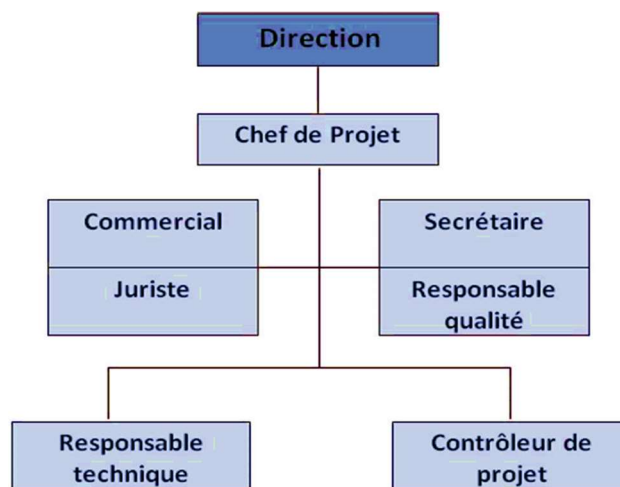 Direction
Chef de Projet
Commercial
Juriste
Secrétaire
Responsable
qualité
Responsable
technique
Contrôleur de
projet